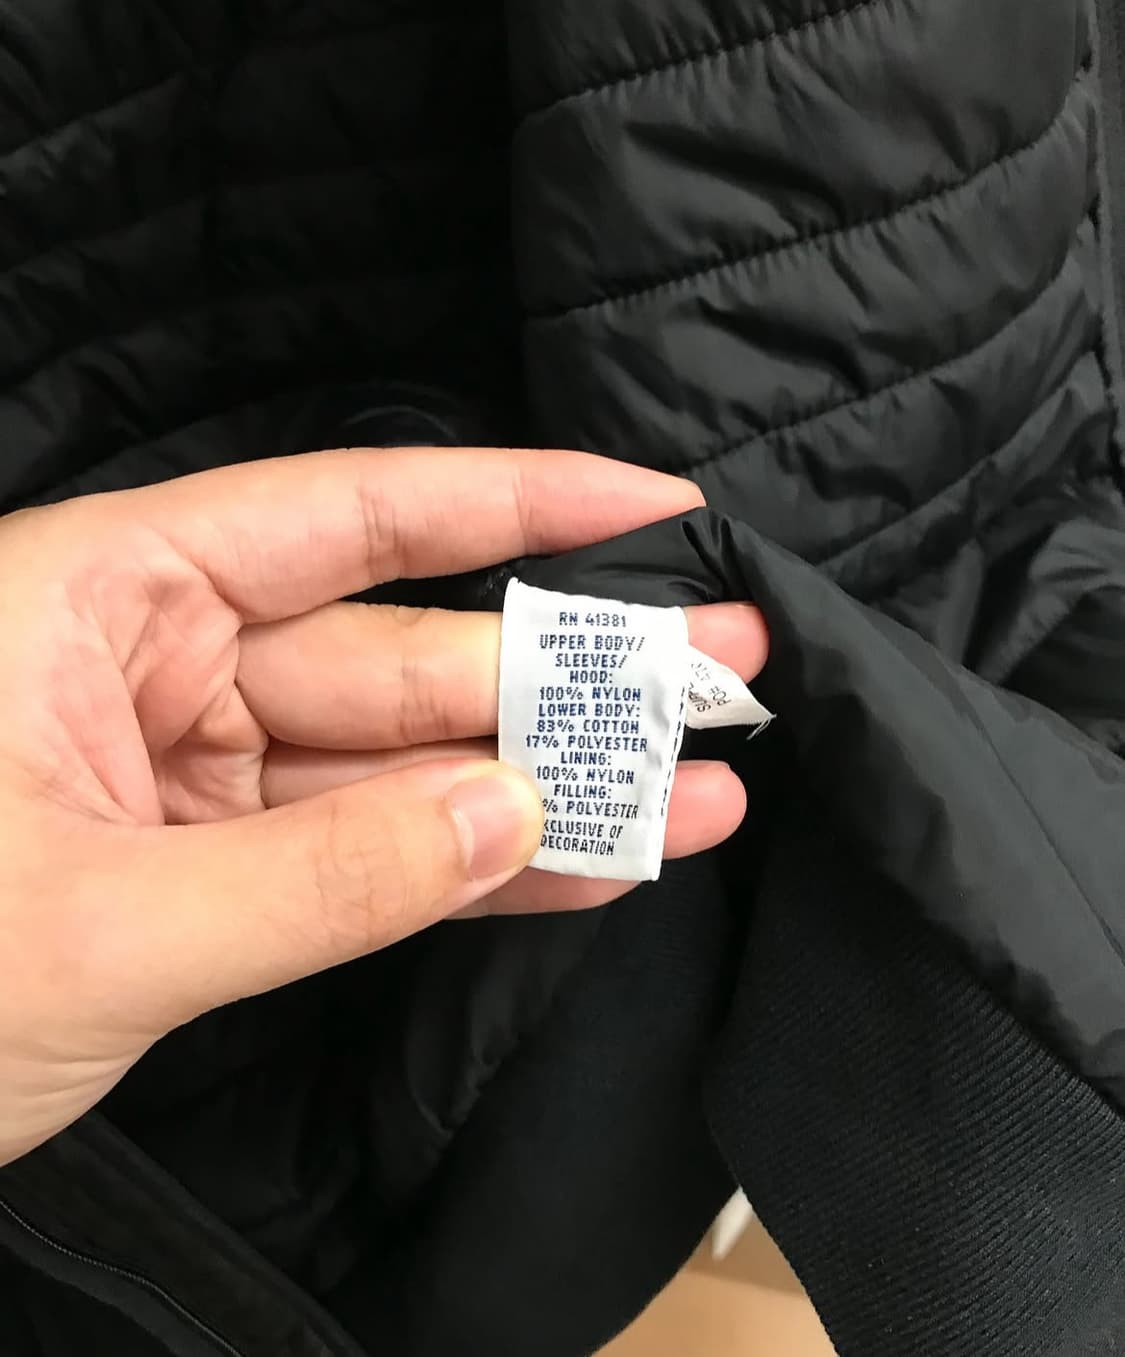 RN 41381
UPPER BODY/
SLEEVES/
HOOD:
100% NYLON
LOWER BODY:
83% COTTON
17% POLYESTER
LINING:
100% NYLON
FILLING:
% POLYESTER
XCLUSIVE OF
DECORATION